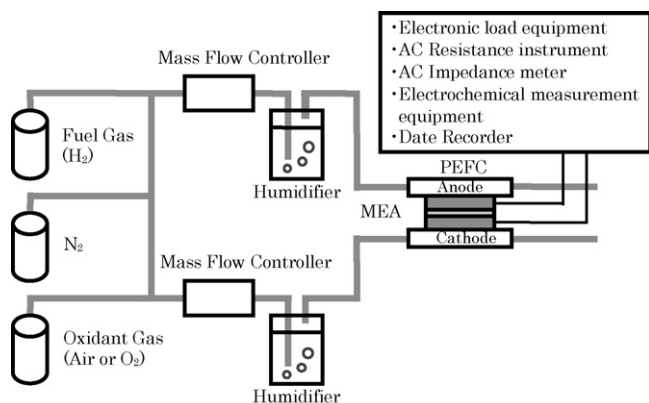 ・Electronic load equipment
・AC Resistance instrument
・AC Impedance meter
・Electrochemical measurement
equipment
・Date Recorder
Mass Flow Controller
Fuel Gas
(H₂)
Humidifier
PEFC
Anode
MEA
Cathode
N₂
Mass Flow Controller
Oxidant Gas
(Air or O₂)
Humidifier